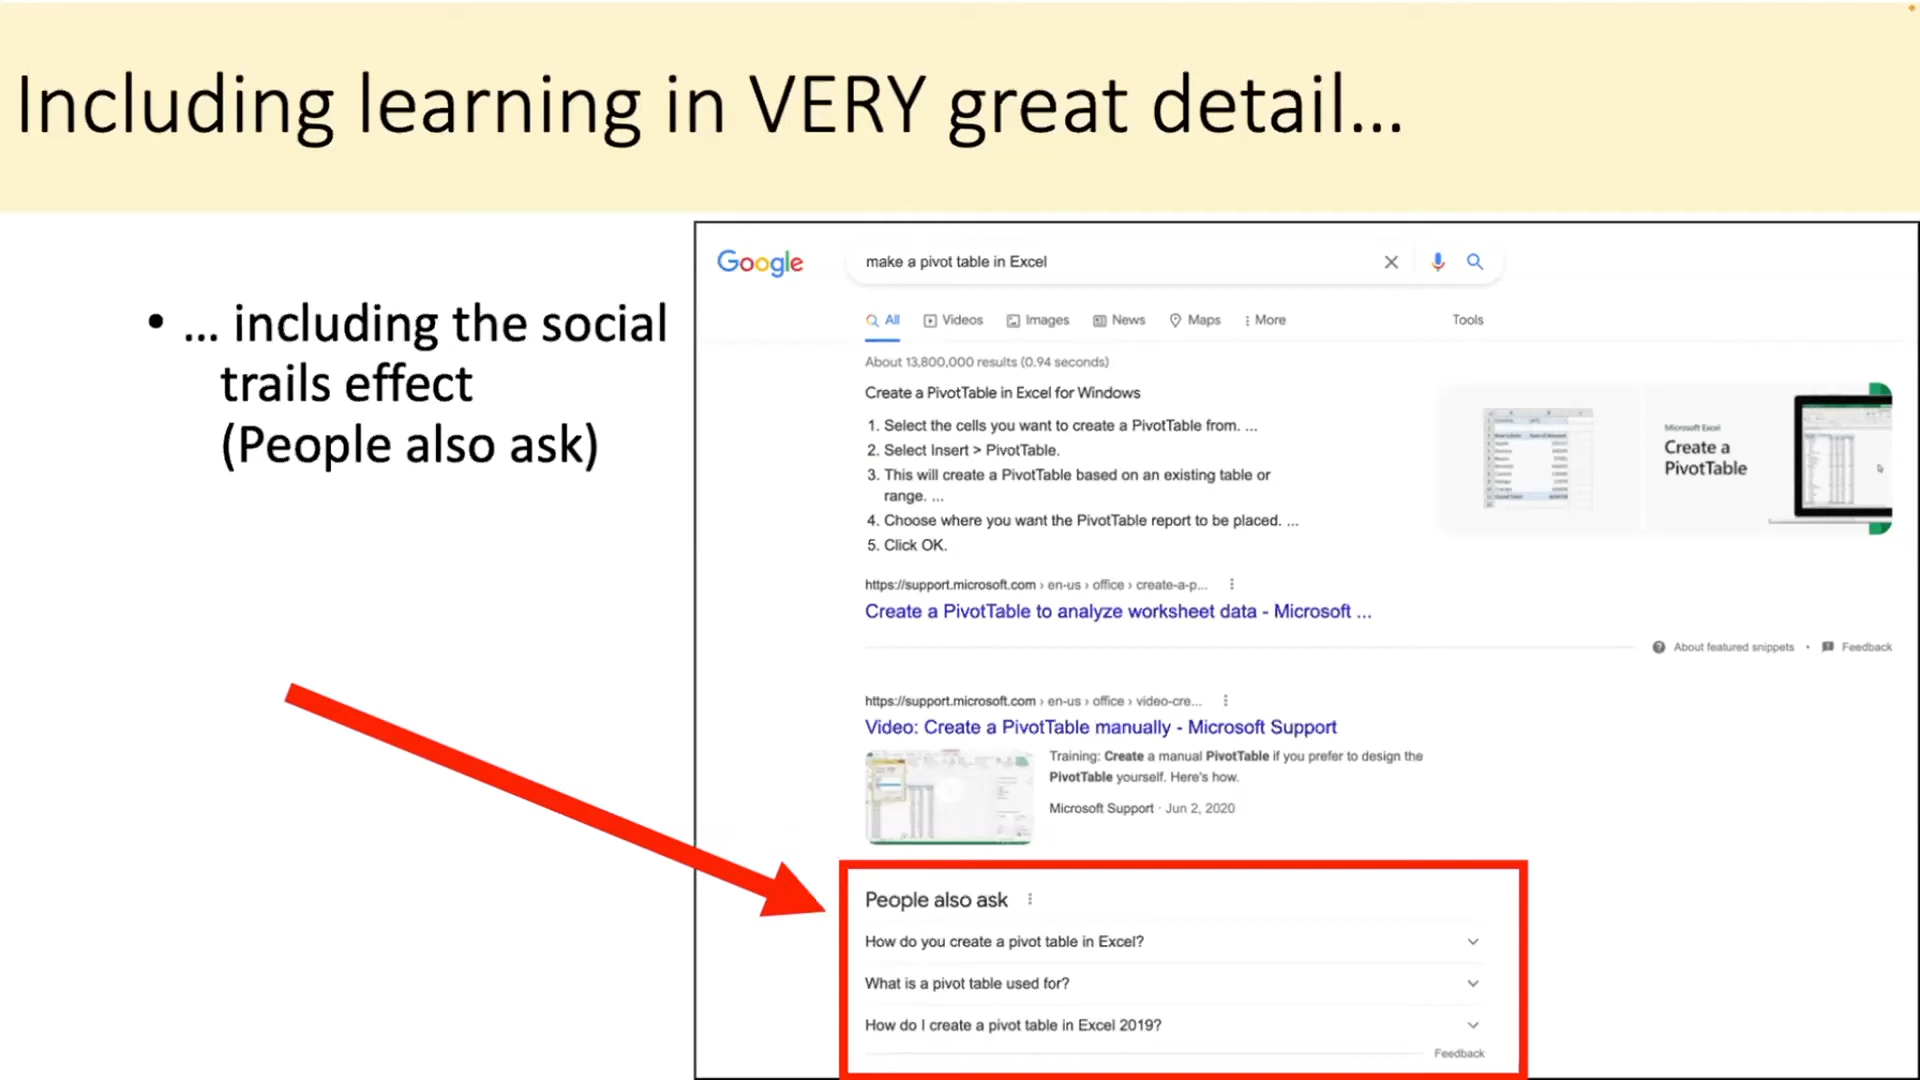 Including learning in VERY great detail...
• ... including the social
trails effect
(People also ask)
Google
make a pivot table in Excel
All Videos Images News Maps More Tools
About 13,800,000 results (0.94 seconds)
Create a PivotTable in Excel for Windows
1. Select the cells you want to create a PivotTable from. ...
2. Select Insert > PivotTable.
3. This will create a PivotTable based on an existing table or
range. ...
4. Choose where you want the PivotTable report to be placed. ...
5. Click OK.
Microsoft Excel
Create a
PivotTable
https://support.microsoft.com › en-us › office › create-a-p...
Create a PivotTable to analyze worksheet data - Microsoft ...
About featured snippets • Feedback
https://support.microsoft.com › en-us › office › video-cre...
Video: Create a PivotTable manually - Microsoft Support
Training: Create a manual PivotTable if you prefer to design the
PivotTable yourself. Here's how.
Microsoft Support · Jun 2, 2020
People also ask
How do you create a pivot table in Excel?
What is a pivot table used for?
How do I create a pivot table in Excel 2019?
Feedback